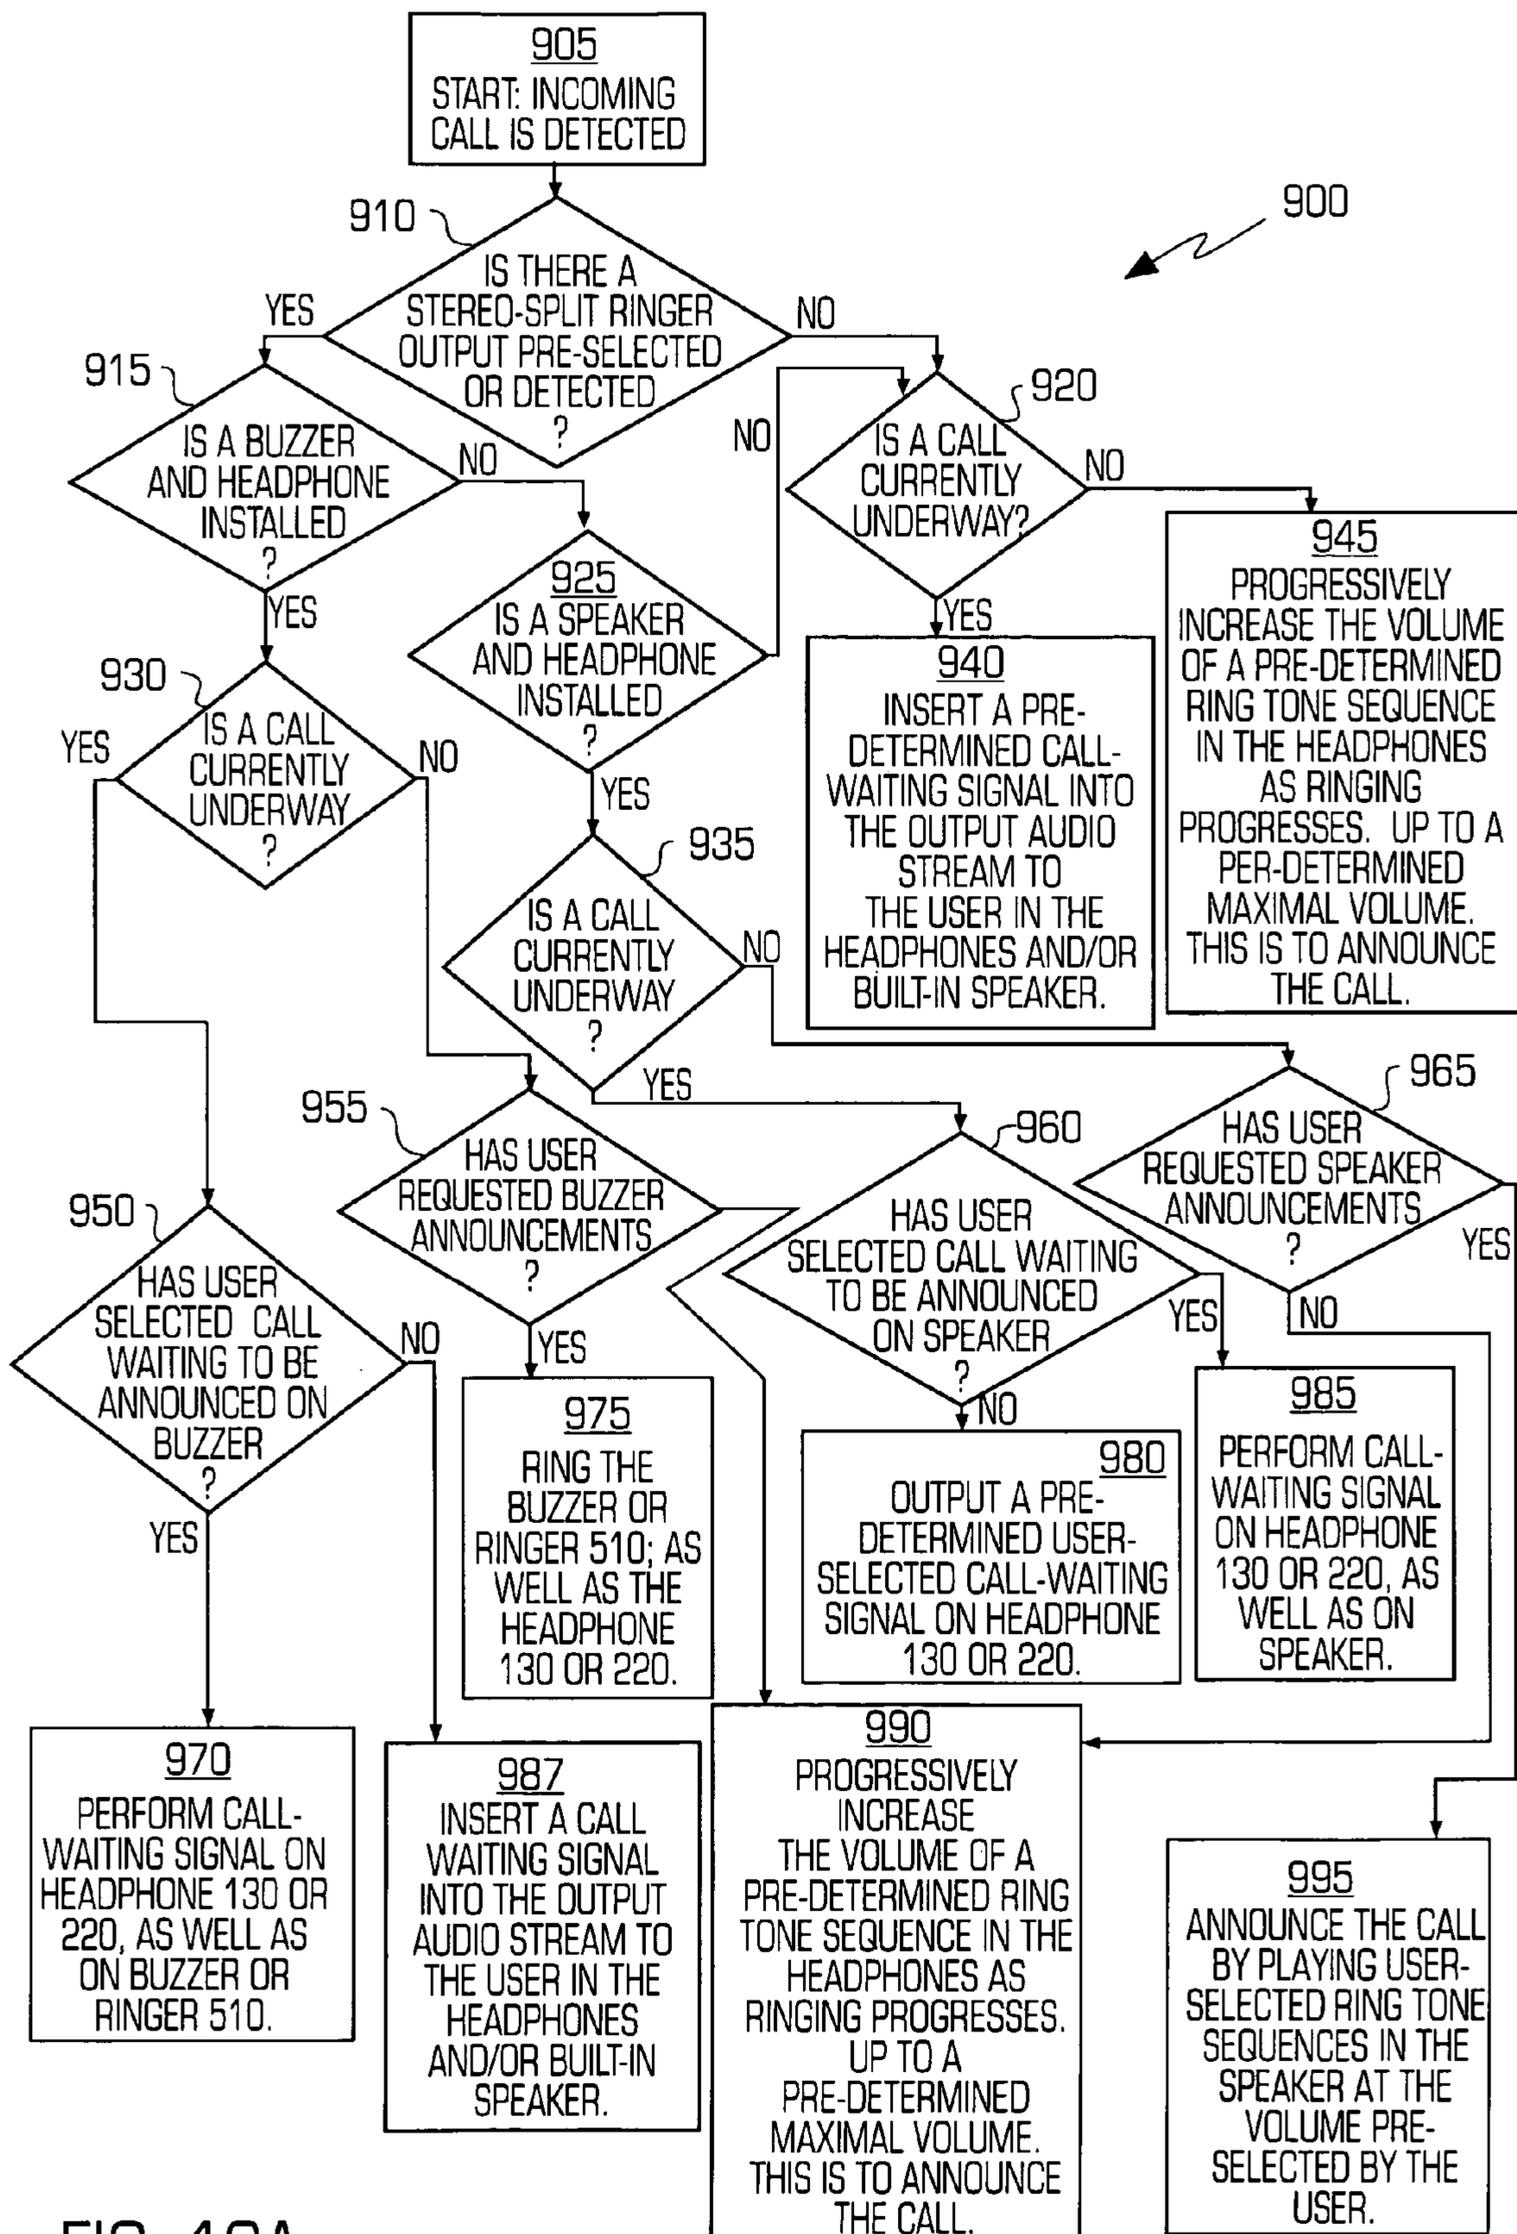 905
START: INCOMING
CALL IS DETECTED
900
910
IS THERE A
STEREO-SPLIT RINGER
OUTPUT PRE-SELECTED
OR DETECTED
?
YES
NO
915
IS A BUZZER
AND HEADPHONE
INSTALLED
?
NO
YES
920
IS A CALL
CURRENTLY
UNDERWAY?
NO
YES
925
IS A SPEAKER
AND HEADPHONE
INSTALLED
?
NO
YES
945
PROGRESSIVELY
INCREASE THE VOLUME
OF A PRE-DETERMINED
RING TONE SEQUENCE
IN THE HEADPHONES
AS RINGING
PROGRESSES. UP TO A
PER-DETERMINED
MAXIMAL VOLUME.
THIS IS TO ANNOUNCE
THE CALL.
940
INSERT A PRE-
DETERMINED CALL-
WAITING SIGNAL INTO
THE OUTPUT AUDIO
STREAM TO
THE USER IN THE
HEADPHONES AND/OR
BUILT-IN SPEAKER.
930
IS A CALL
CURRENTLY
UNDERWAY
?
YES
NO
935
IS A CALL
CURRENTLY
UNDERWAY
?
NO
YES
955
HAS USER
REQUESTED BUZZER
ANNOUNCEMENTS
?
YES
960
HAS USER
SELECTED CALL WAITING
TO BE ANNOUNCED
ON SPEAKER
?
YES
NO
965
HAS USER
REQUESTED SPEAKER
ANNOUNCEMENTS
?
YES
NO
950
HAS USER
SELECTED CALL
WAITING TO BE
ANNOUNCED ON
BUZZER
?
NO
YES
975
RING THE
BUZZER OR
RINGER 510; AS
WELL AS THE
HEADPHONE
130 OR 220.
980
OUTPUT A PRE-
DETERMINED USER-
SELECTED CALL-WAITING
SIGNAL ON HEADPHONE
130 OR 220.
985
PERFORM CALL-
WAITING SIGNAL
ON HEADPHONE
130 OR 220, AS
WELL AS ON
SPEAKER.
970
PERFORM CALL-
WAITING SIGNAL ON
HEADPHONE 130 OR
220, AS WELL AS
ON BUZZER OR
RINGER 510.
987
INSERT A CALL
WAITING SIGNAL
INTO THE OUTPUT
AUDIO STREAM TO
THE USER IN THE
HEADPHONES
AND/OR BUILT-IN
SPEAKER.
990
PROGRESSIVELY
INCREASE
THE VOLUME OF A
PRE-DETERMINED RING
TONE SEQUENCE IN THE
HEADPHONES AS
RINGING PROGRESSES.
UP TO A
PRE-DETERMINED
MAXIMAL VOLUME.
THIS IS TO ANNOUNCE
THE CALL.
995
ANNOUNCE THE CALL
BY PLAYING USER-
SELECTED RING TONE
SEQUENCES IN THE
SPEAKER AT THE
VOLUME PRE-
SELECTED BY THE
USER.